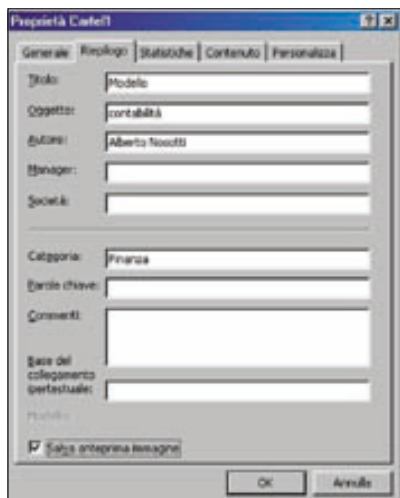 Proprietà Cartel1
Generale Riepilogo Statistiche Contenuto Personalizza
Titolo: Modello
Oggetto: contabilità
Autore: Alberto Nosotti
Manager:
Società:
Categoria: Finanza
Parole chiave:
Commenti:
Base del
collegamento
ipertestuale:
Modello:
Salva anteprima immagine
OK Annulla